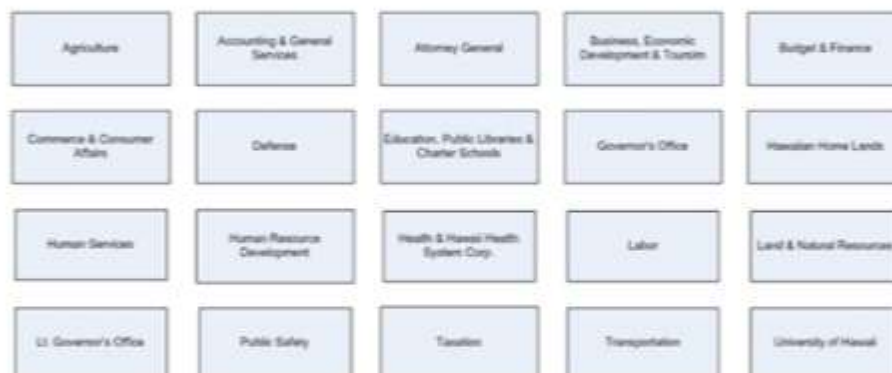 Agriculture
Accounting & General
Services
Attorney General
Business, Economic
Development & Toursim
Budget & Finance
Commerce & Consumer
Affairs
Defense
Education, Public Libraries &
Charter Schools
Governor's Office
Hawaiian Home Lands
Human Services
Human Resource
Development
Health & Hawaii Health
System Corp.
Labor
Land & Natural Resources
Lt. Governor's Office
Public Safety
Taxation
Transportation
University of Hawaii